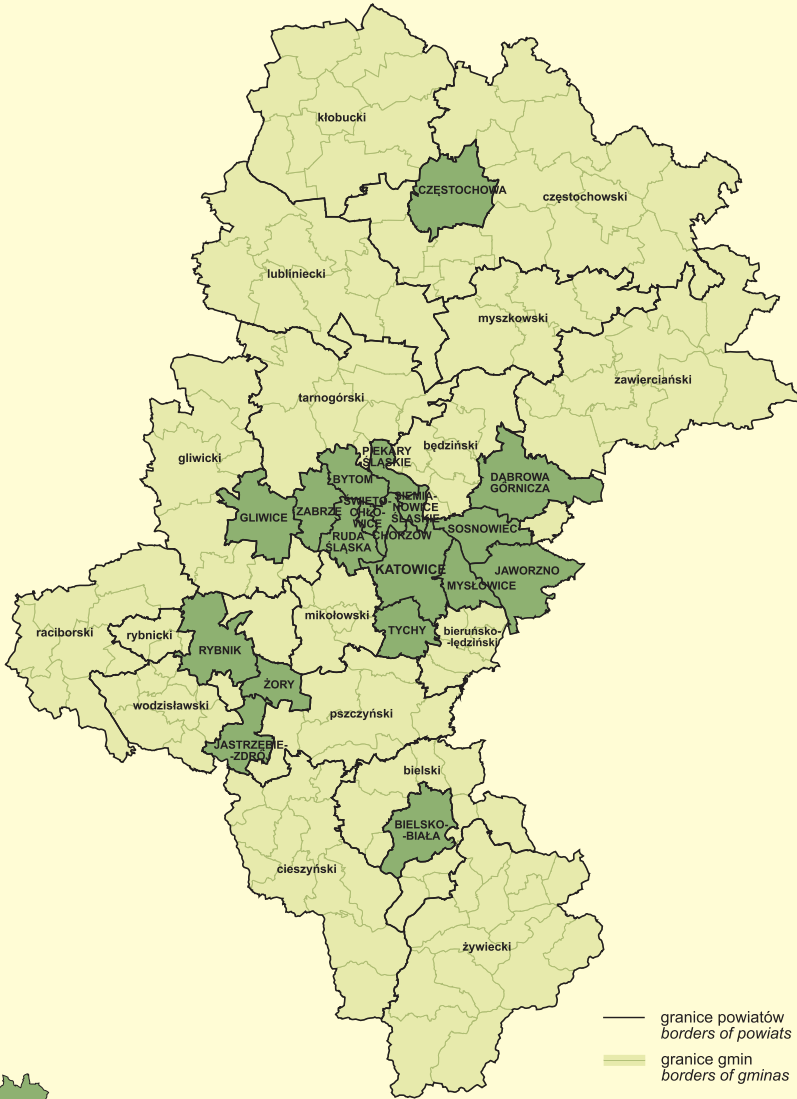 kłobucki
CZĘSTOCHOWA
częstochowski
lubliniecki
myszkowski
zawierciański
tarnogórski
będziński
gliwicki
PIEKARY
ŚLĄSKIE
BYTOM
DĄBROWA
GÓRNICZA
GLIWICE
ZABRZE
ŚWIĘTO-
CHŁO-
WICE
SIEMIA-
NOWICE
ŚLĄSKIE
SOSNOWIEC
RUDA
ŚLĄSKA
CHORZÓW
KATOWICE
JAWORZNO
MYSŁOWICE
mikołowski
raciborski
rybnicki
RYBNIK
TYCHY
bieruńsko-
-lędziński
ŻORY
wodzisławski
pszczyński
JASTRZĘBIE-
-ZDRÓJ
bielski
BIELSKO-
-BIAŁA
cieszyński
żywiecki
granice powiatów
borders of powiats
granice gmin
borders of gminas